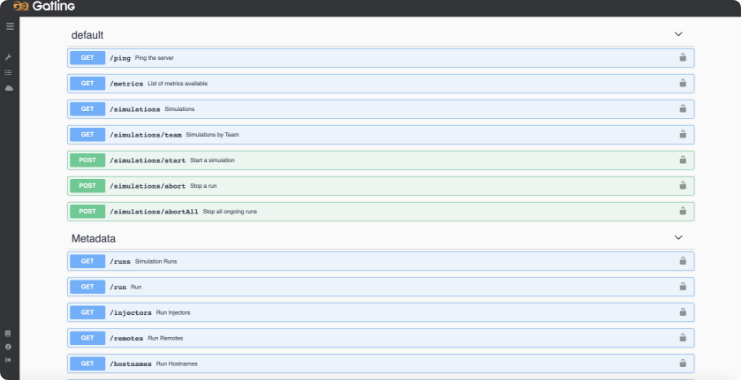 Gatling
default
GET /ping Ping the server
GET /metrics List of metrics available
GET /simulations Simulations
GET /simulations/team Simulations by Team
POST /simulations/start Start a simulation
POST /simulations/abort Stop a run
POST /simulations/abortAll Stop all ongoing runs
Metadata
GET /runs Simulation Runs
GET /run Run
GET /injectors Run Injectors
GET /remotes Run Remotes
GET /hostnames Run Hostnames